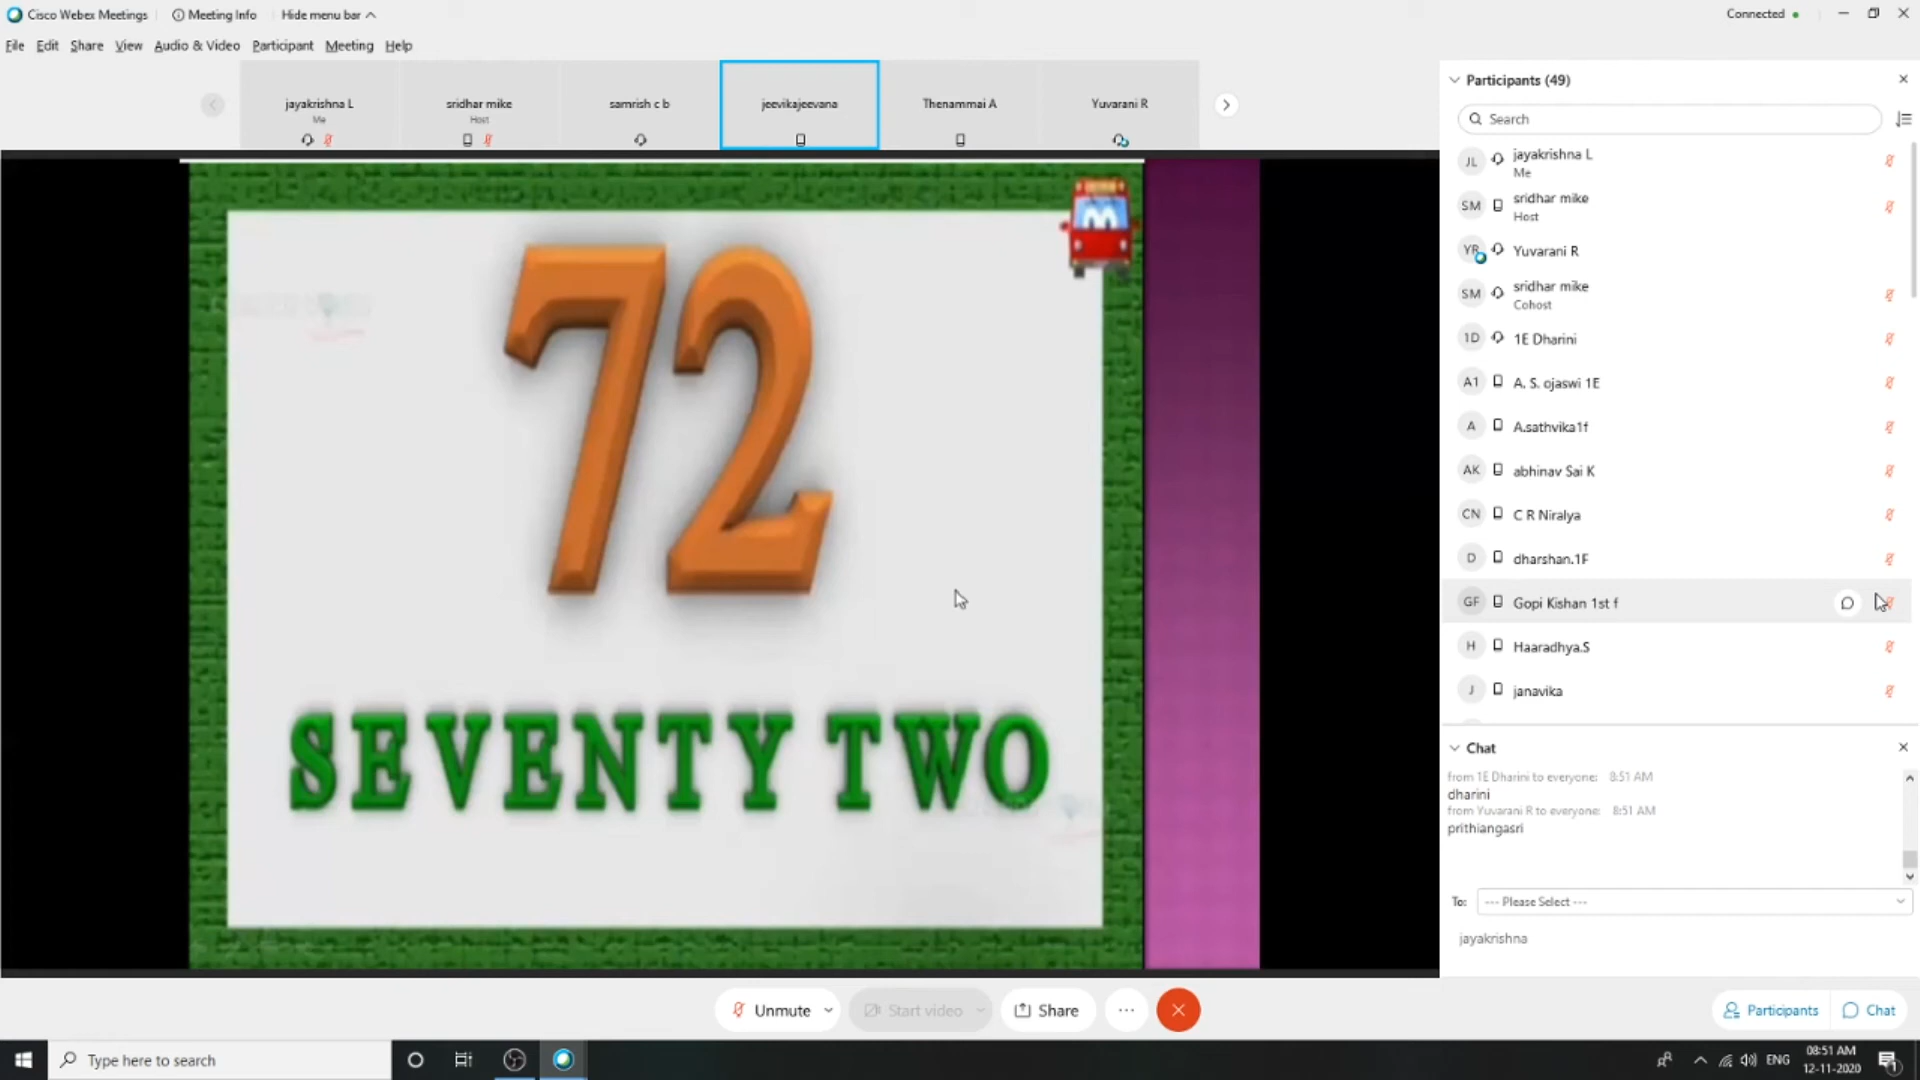 Cisco Webex Meetings
Meeting Info
Hide menu bar
Connected
File Edit Share View Audio & Video Participant Meeting Help
jayakrishna L
Me
sridhar mike
Host
samrish c b
jeevikajeevana
Thenammai A
Yuvarani R
72
SEVENTY TWO
M
Participants (49)
Search
JL jayakrishna L
Me
SM sridhar mike
Host
YR Yuvarani R
SM sridhar mike
Cohost
1D 1E Dharini
A1 A. S. ojaswi 1E
A A.sathvika1f
AK abhinav Sai K
CN C R Niralya
D dharshan.1F
GF Gopi Kishan 1st f
H Haaradhya.S
J janavika
Chat
from 1E Dharini to everyone: 8:51 AM
dharini
from Yuvarani R to everyone: 8:51 AM
prithiangasri
To: --- Please Select ---
jayakrishna
Unmute
Start video
Share
Participants
Chat
Type here to search
ENG
08:51 AM
12-11-2020
1